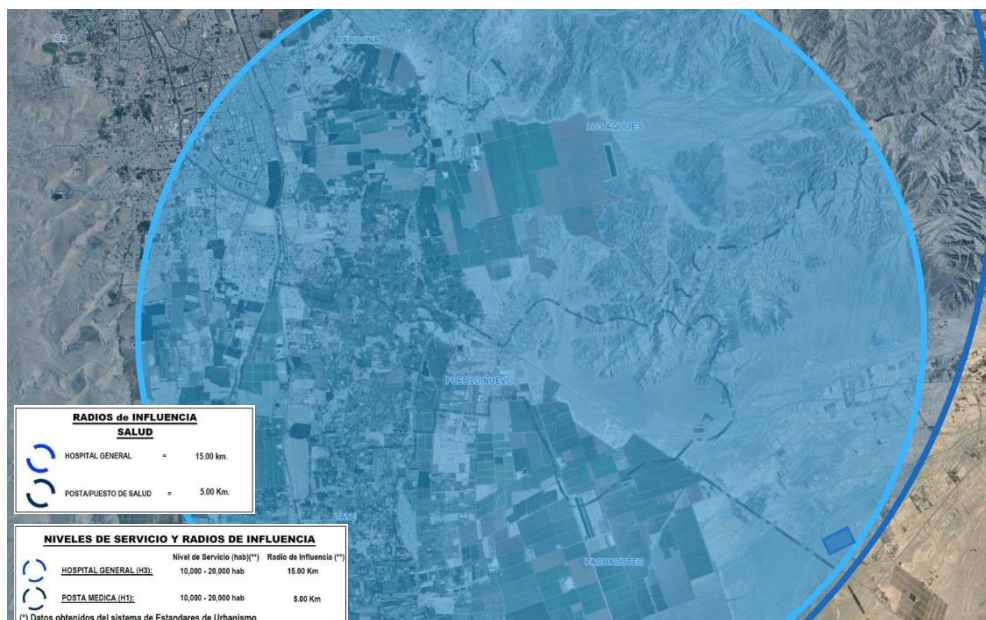 ICA
PARCONA
LOS AQUIJES
PUEBLO NUEVO
TATE
PACHACUTEC
RADIOS de INFLUENCIA
SALUD
HOSPITAL GENERAL = 15.00 km.
POSTA/PUESTO DE SALUD = 5.00 Km.
NIVELES DE SERVICIO Y RADIOS DE INFLUENCIA
Nivel de Servicio (hab)(**) Radio de Influencia (**)
HOSPITAL GENERAL (H3): 10,000 - 20,000 hab 15.00 Km
POSTA MEDICA (H1): 10,000 - 20,000 hab 5.00 Km
(*) Datos obtenidos del sistema de Estandares de Urbanismo